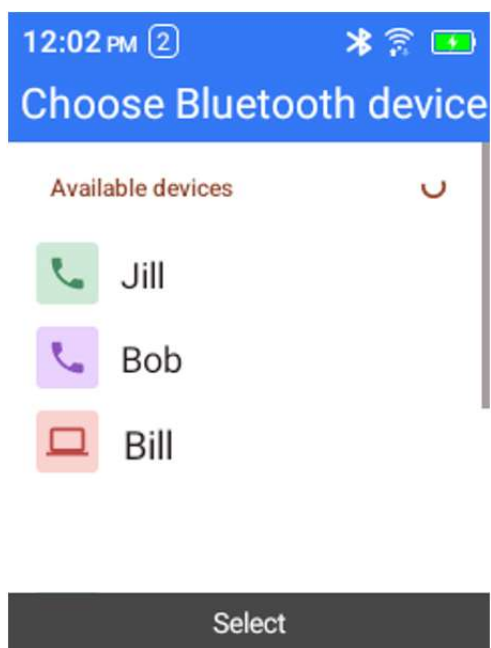 12:02 PM 2
Choose Bluetooth device
Available devices
Jill
Bob
Bill
Select